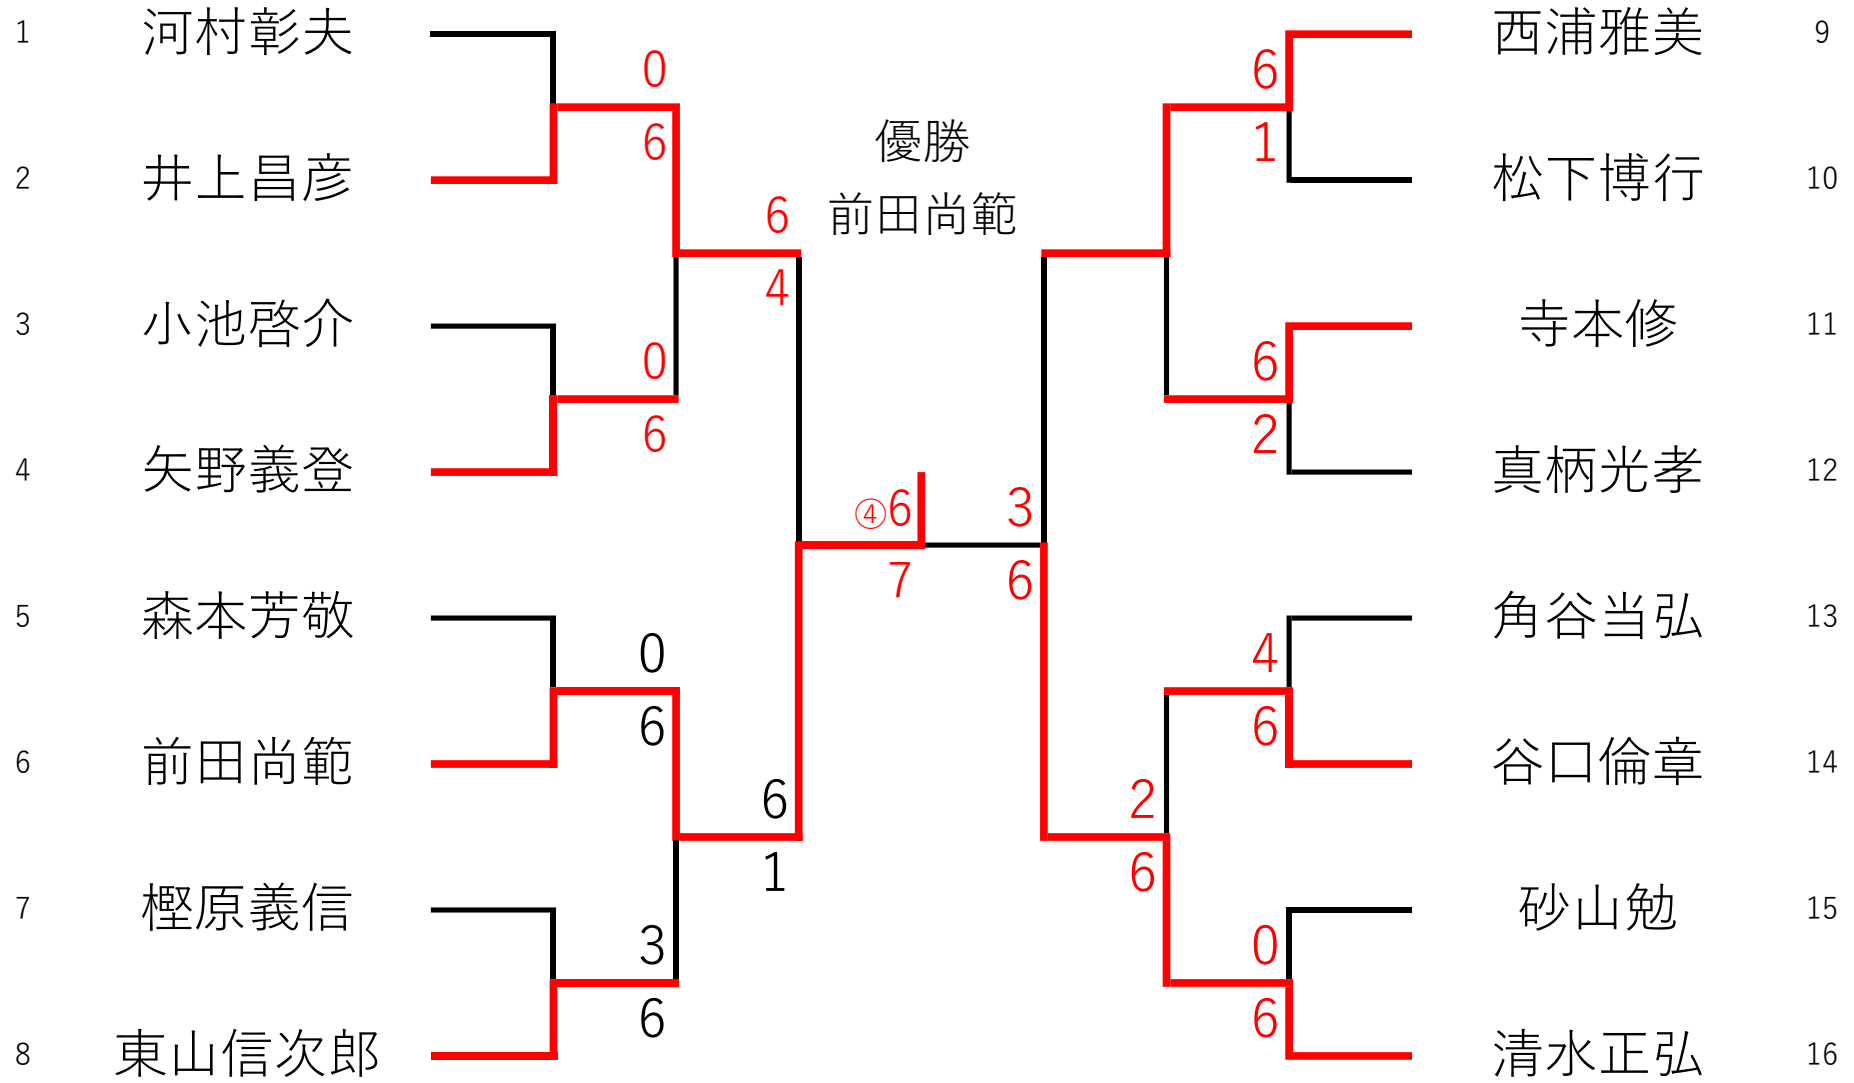 1 河村彰夫
0
6
2 井上昌彦
6
4
3 小池啓介
0
6
4 矢野義登
5 森本芳敬
0
6
6 前田尚範
6
1
7 樫原義信
3
6
8 東山信次郎
優勝
前田尚範
④6
7
3
6
西浦雅美 9
6
1
松下博行 10
寺本修 11
6
2
真柄光孝 12
角谷当弘 13
4
6
谷口倫章 14
2
6
砂山勉 15
0
6
清水正弘 16